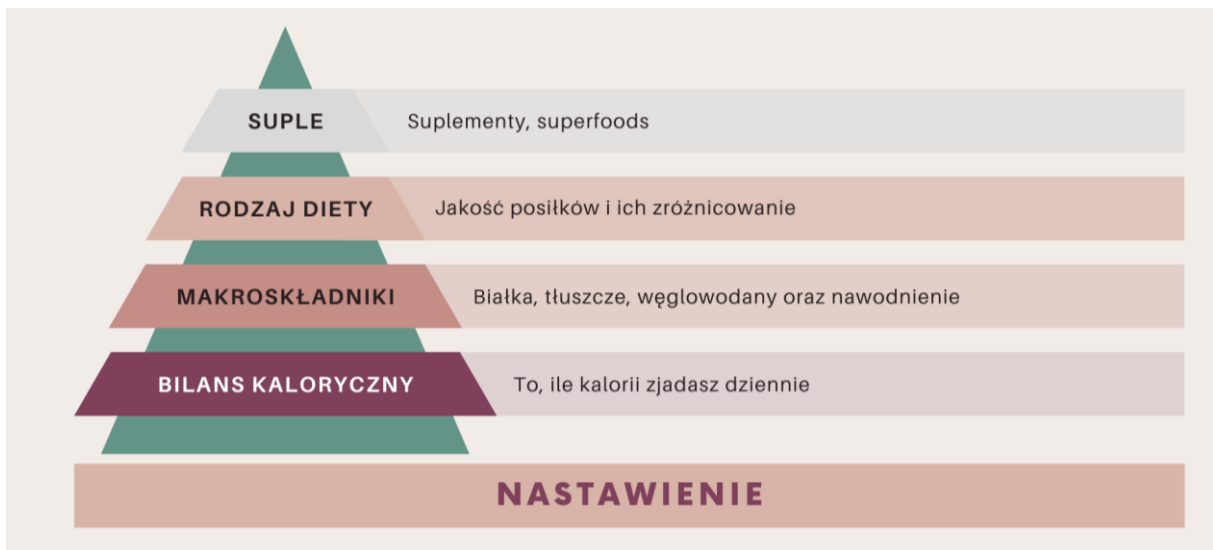 SUPLE Suplementy, superfoods
RODZAJ DIETY Jakość posiłków i ich zróżnicowanie
MAKROSKŁADNIKI Białka, tłuszcze, węglowodany oraz nawodnienie
BILANS KALORYCZNY To, ile kalorii zjadasz dziennie
NASTAWIENIE